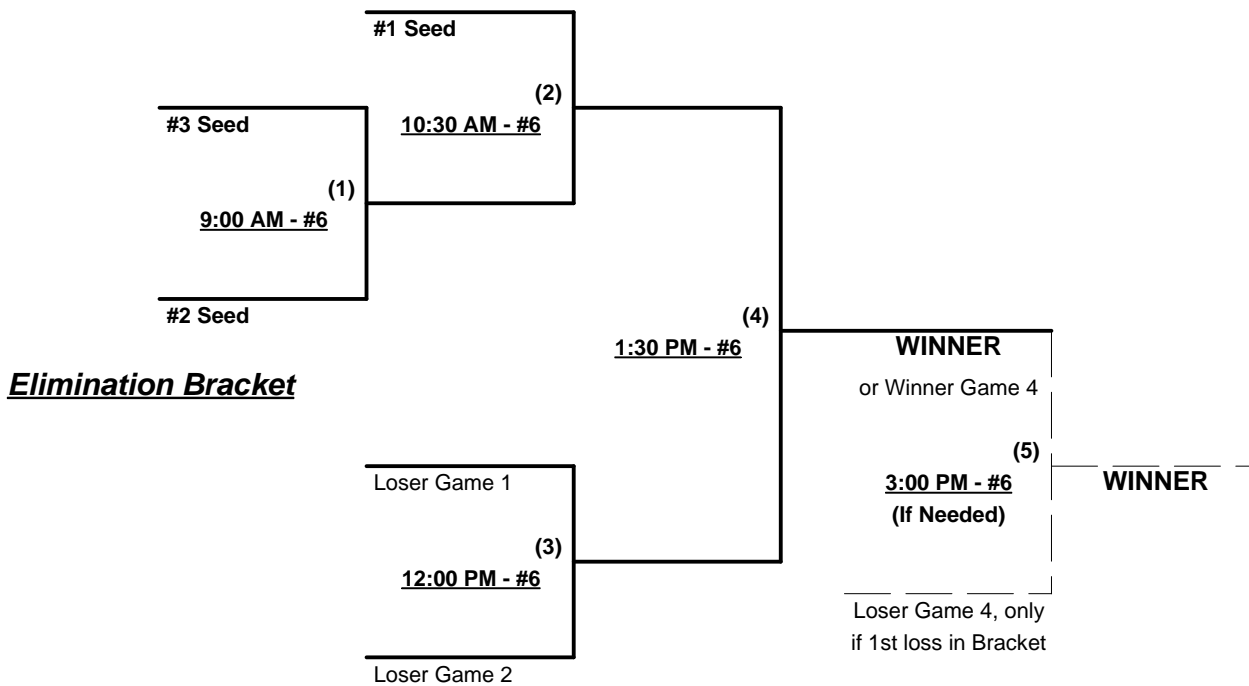 #1 Seed
(2)
10:30 AM - #6
#3 Seed
(1)
9:00 AM - #6
#2 Seed
(4)
1:30 PM - #6
WINNER
or Winner Game 4
Elimination Bracket
(5)
3:00 PM - #6
(If Needed)
WINNER
Loser Game 1
(3)
12:00 PM - #6
Loser Game 4, only
if 1st loss in Bracket
Loser Game 2